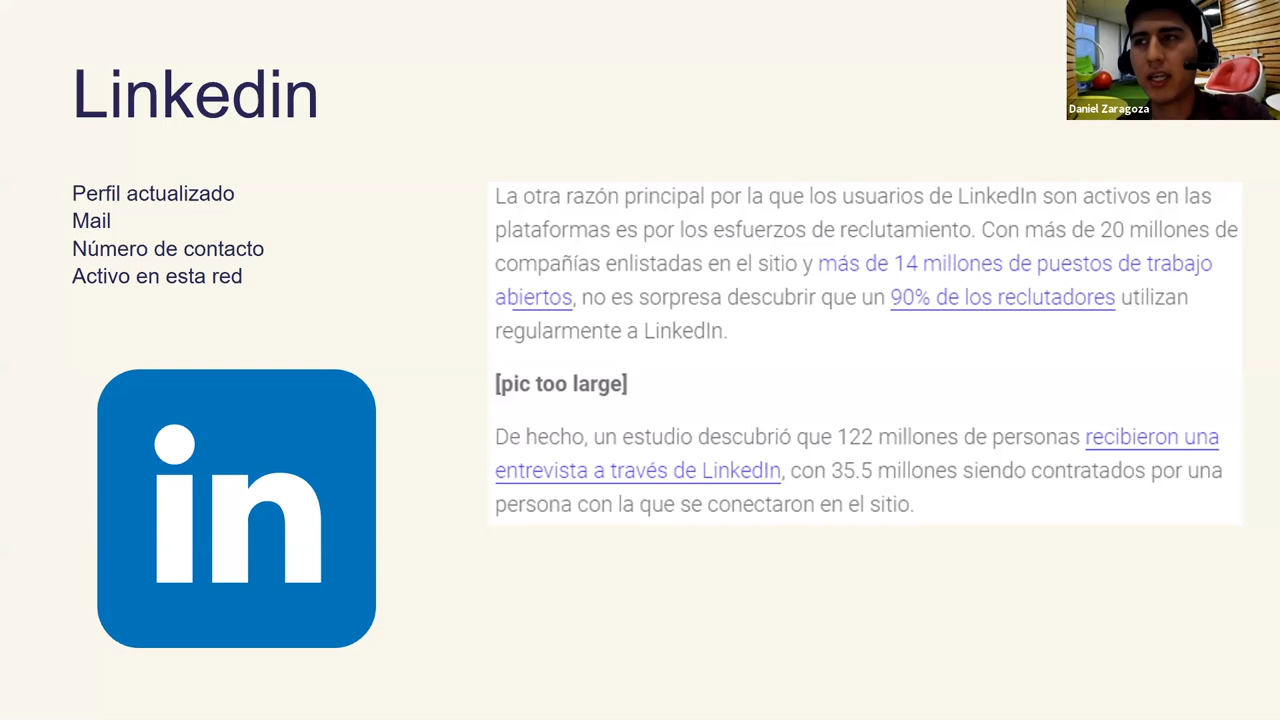 Linkedin
Daniel Zaragoza
Perfil actualizado
Mail
Número de contacto
Activo en esta red
in
La otra razón principal por la que los usuarios de LinkedIn son activos en las
plataformas es por los esfuerzos de reclutamiento. Con más de 20 millones de
compañías enlistadas en el sitio y más de 14 millones de puestos de trabajo
abiertos, no es sorpresa descubrir que un 90% de los reclutadores utilizan
regularmente a LinkedIn.
[pic too large]
De hecho, un estudio descubrió que 122 millones de personas recibieron una
entrevista a través de LinkedIn, con 35.5 millones siendo contratados por una
persona con la que se conectaron en el sitio.